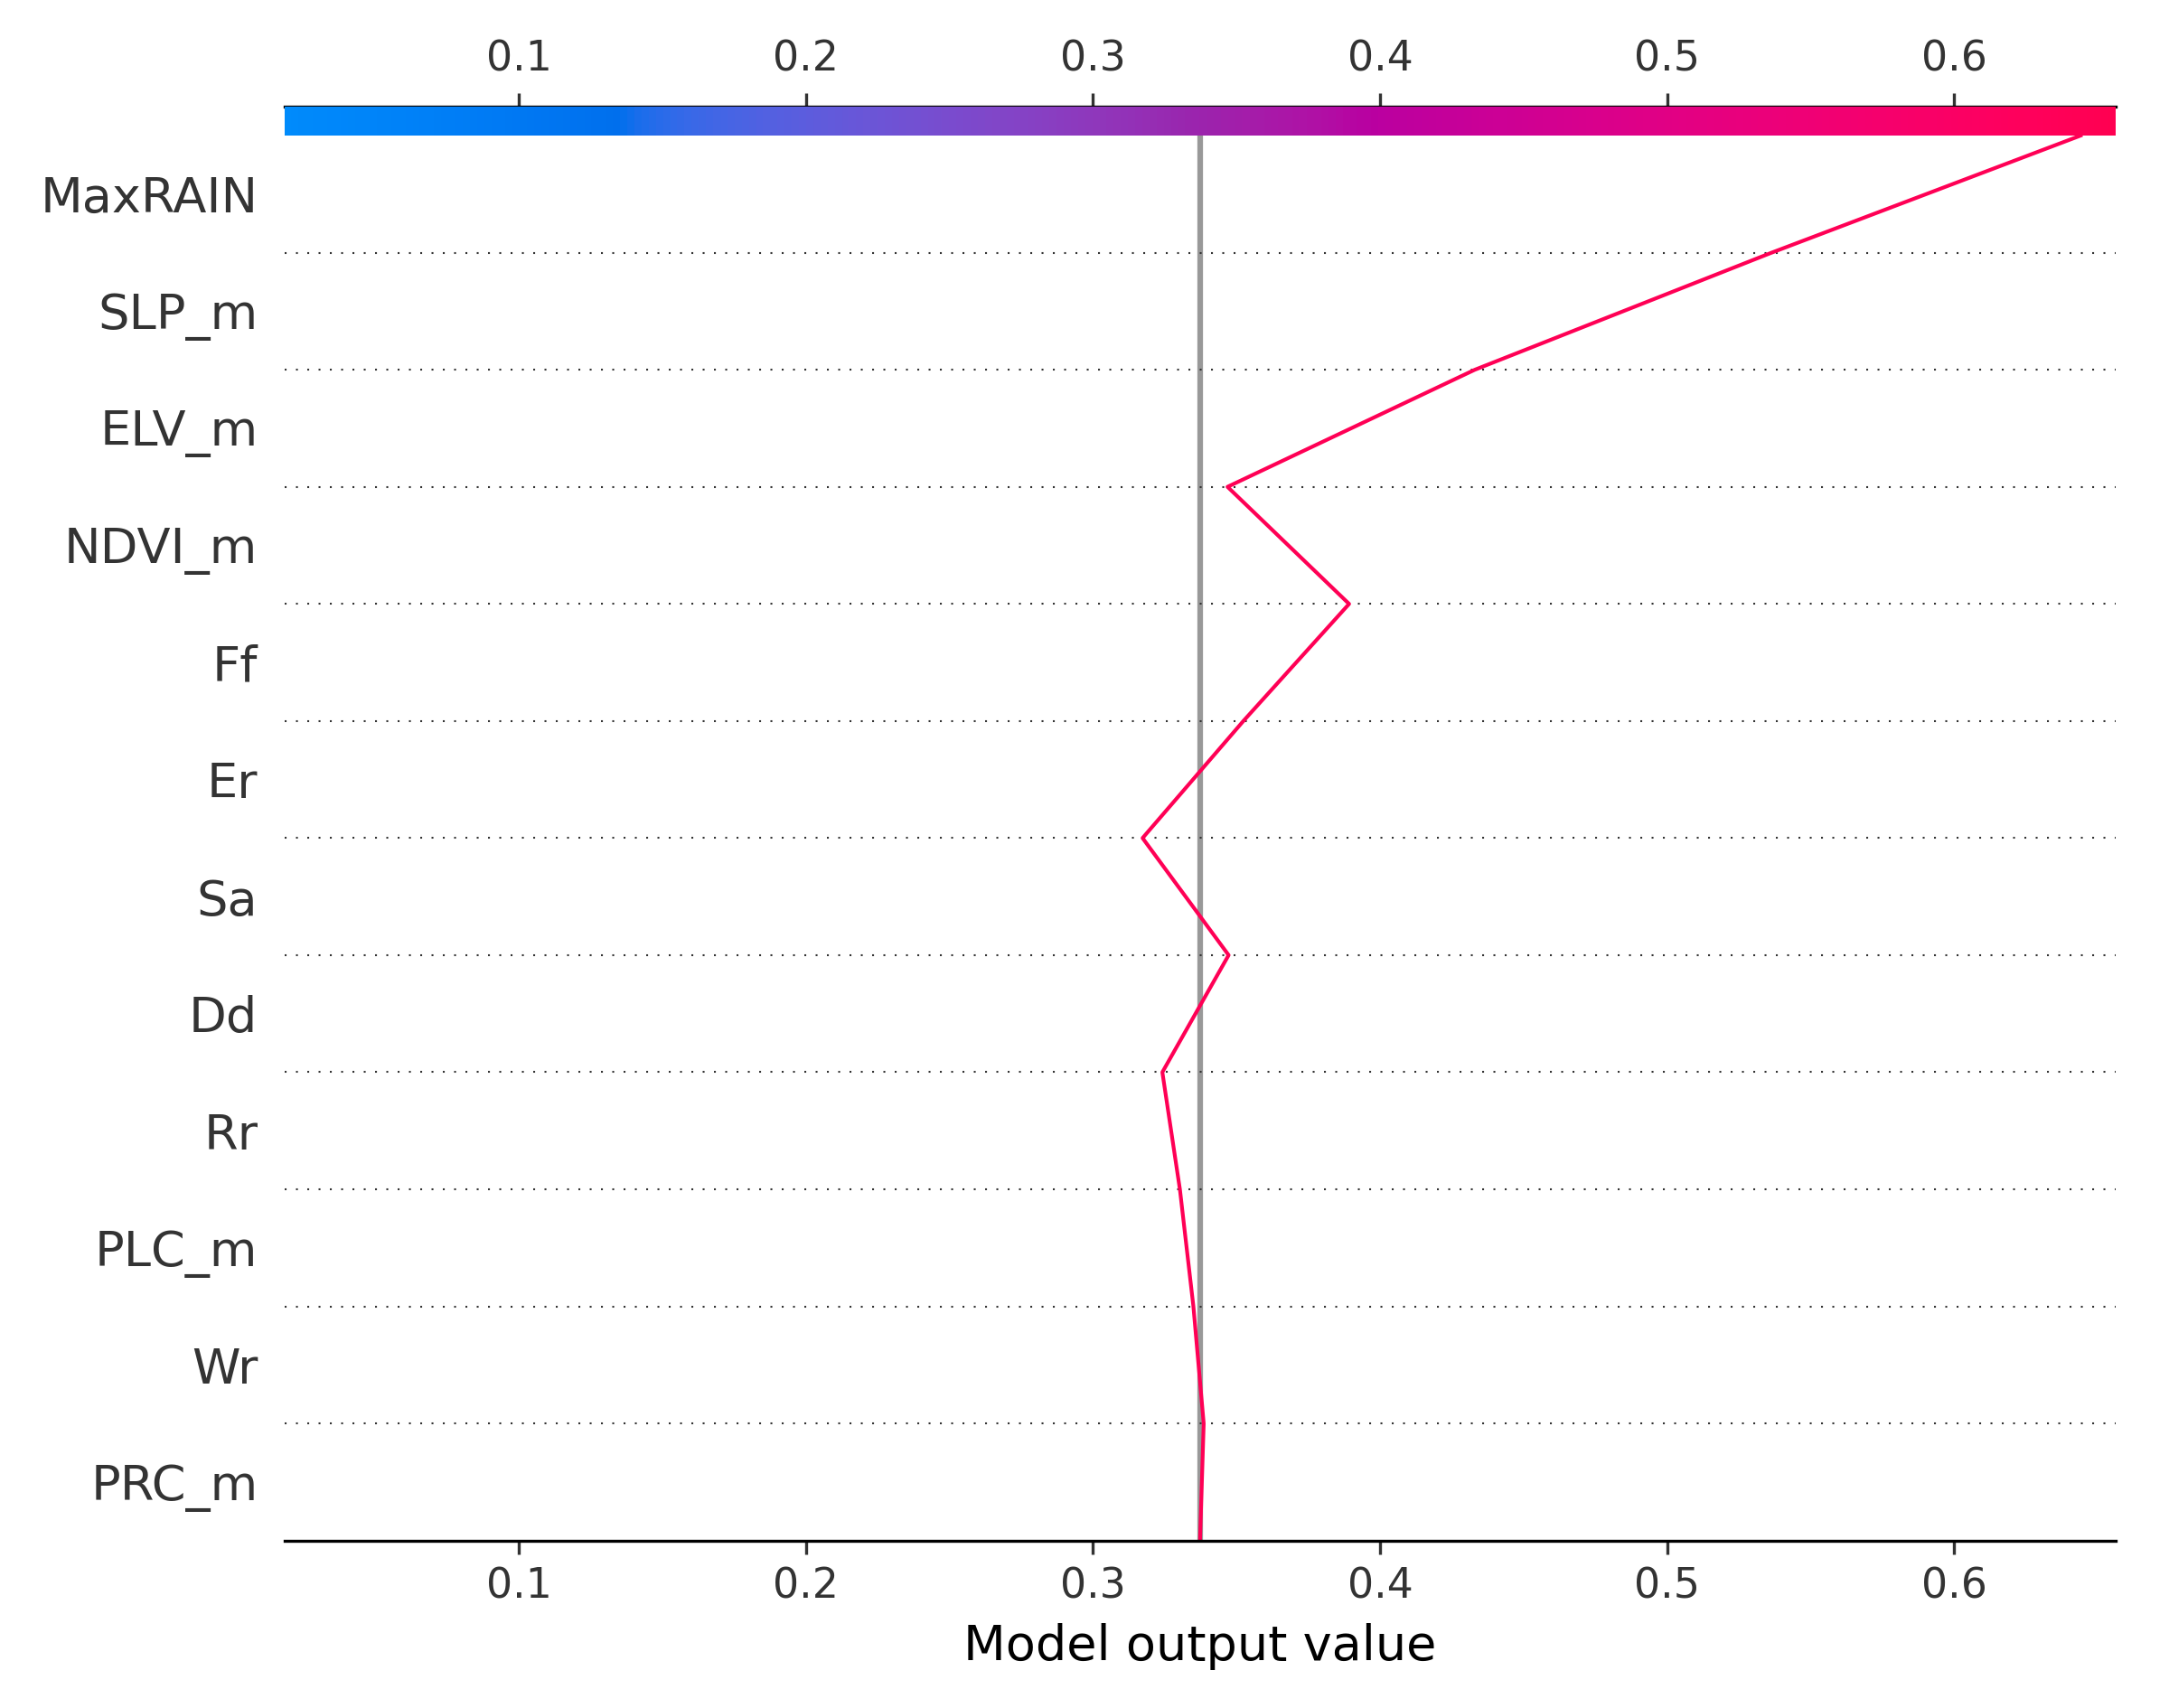 0.1 0.2 0.3 0.4 0.5 0.6
MaxRAIN
SLP_m
ELV_m
NDVI_m
Ff
Er
Sa
Dd
Rr
PLC_m
Wr
PRC_m
0.1 0.2 0.3 0.4 0.5 0.6
Model output value